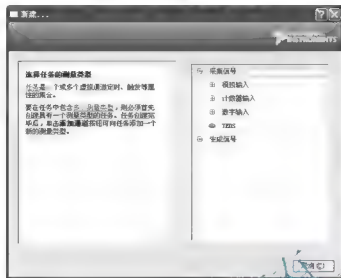 新建...
选择任务的测量类型
任务是一个或多个虚拟通道定时、触发等属
性的集合。
要在任务中包含多 测量类型，则必须首先
创建具有一个测量类型的任务。任务创建完
毕后，单击添加通道按钮可向任务添加一个
新的测量类型。
采集信号
模拟输入
计数器输入
数字输入
TEDS
生成信号
取消(C)